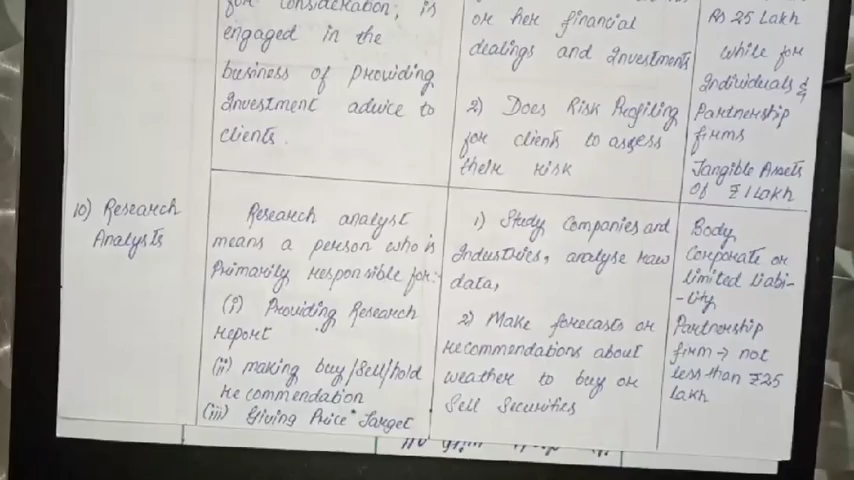 for consideration, is
engaged in the
business of providing
Investment advice to
clients.
or her financial
dealings and Investments
2) Does Risk Profiling
for clients to assess
their risk
Rs 25 Lakh
while for
Individuals &
Partnership
firms
Tangible Assets
of ₹1 Lakh
10) Research
Analysts
Research analyst
means a person who is
Primarily responsible for:-
(i) Providing Research
report
(ii) making buy/sell/hold
recommendation
(iii) Giving Price Target
1) Study Companies and
Industries, analyse raw
data,
2) Make forecasts or
recommendations about
weather to buy or
Sell Securities
Body
Corporate or
limited liabi-
-lity
Partnership
firm → not
less than ₹25
lakh